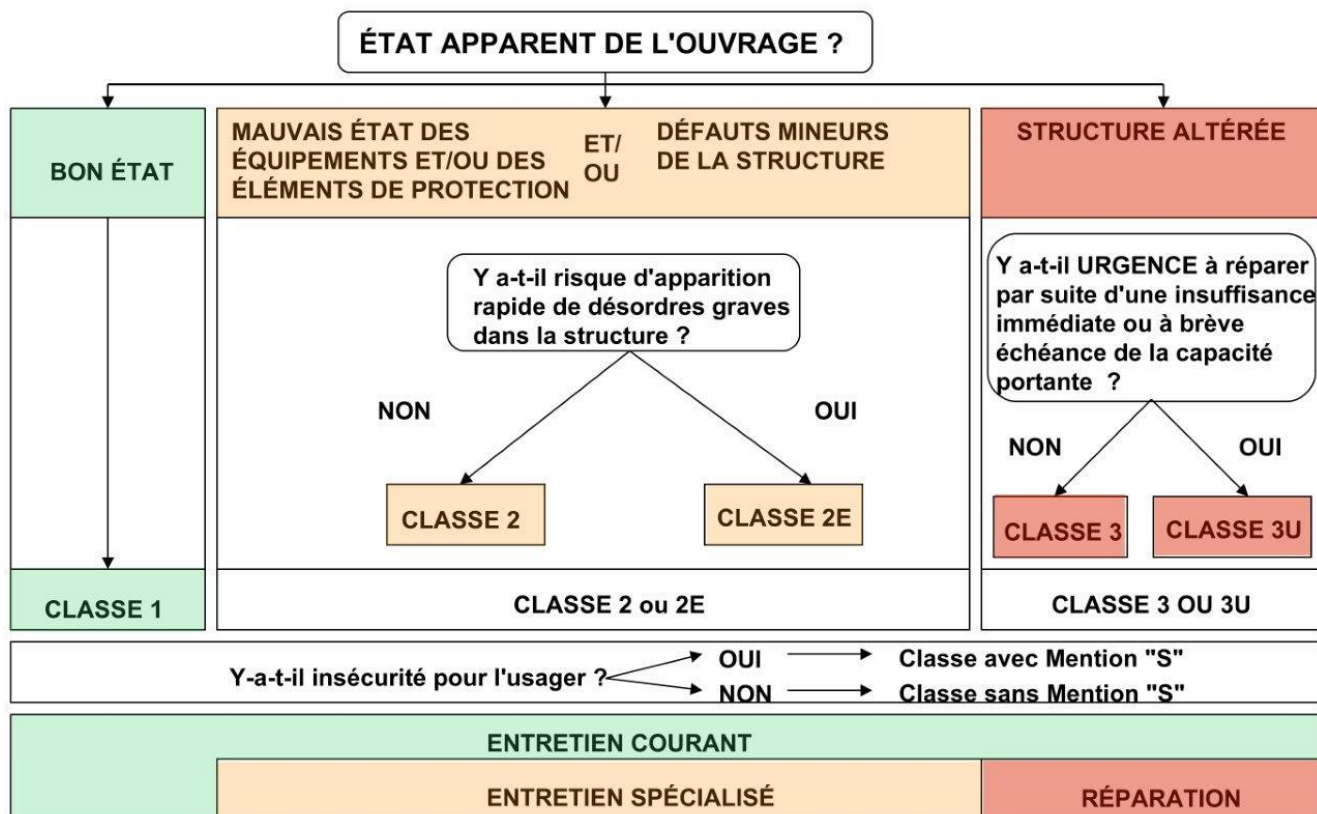 ÉTAT APPARENT DE L'OUVRAGE ?
BON ÉTAT
MAUVAIS ÉTAT DES
ÉQUIPEMENTS ET/OU DES
ÉLÉMENTS DE PROTECTION
ET/
OU
DÉFAUTS MINEURS
DE LA STRUCTURE
STRUCTURE ALTÉRÉE
Y a-t-il risque d'apparition
rapide de désordres graves
dans la structure ?
NON
OUI
CLASSE 2
CLASSE 2E
Y a-t-il URGENCE à réparer
par suite d'une insuffisance
immédiate ou à brève
échéance de la capacité
portante ?
NON
OUI
CLASSE 3
CLASSE 3U
CLASSE 1
CLASSE 2 ou 2E
CLASSE 3 OU 3U
Y-a-t-il insécurité pour l'usager ?
OUI
Classe avec Mention "S"
NON
Classe sans Mention "S"
ENTRETIEN COURANT
ENTRETIEN SPÉCIALISÉ
RÉPARATION